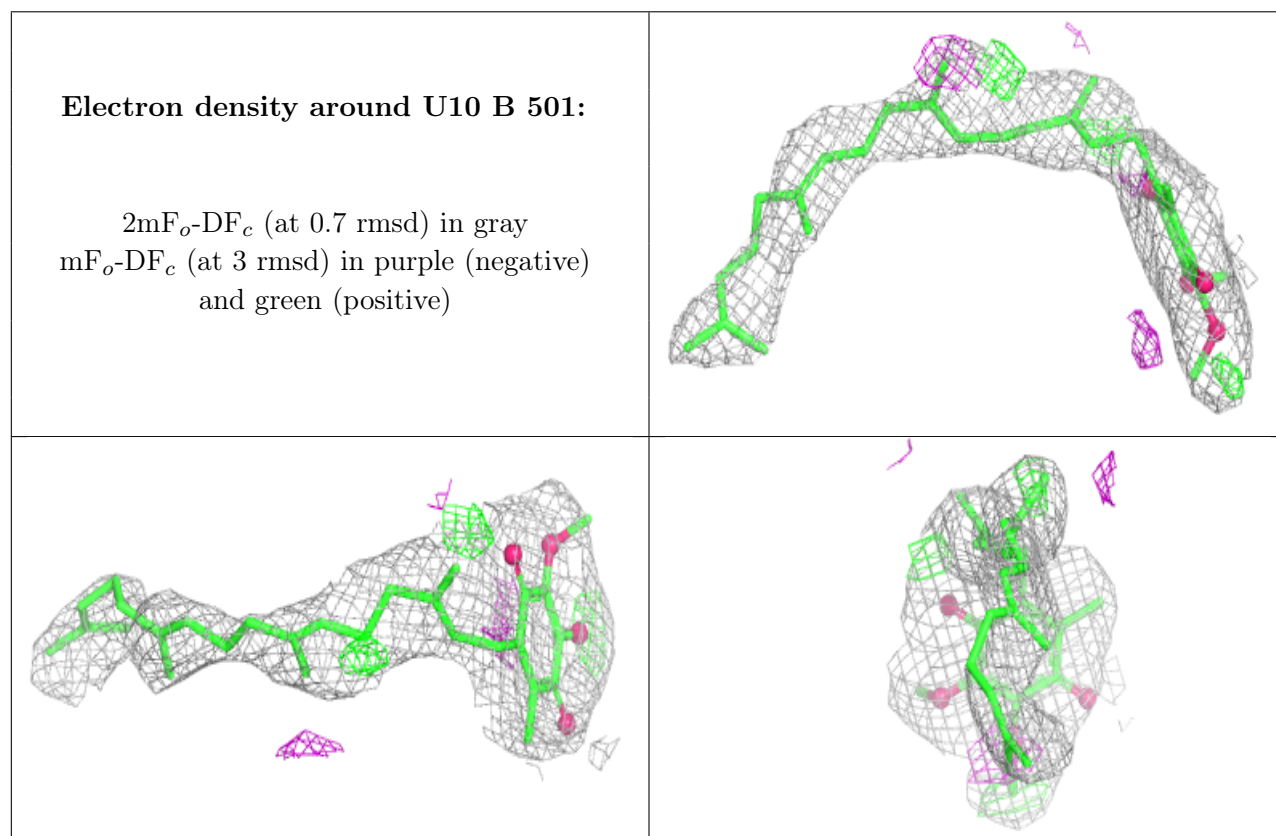 Electron density around U10 B 501:
2mFo-DFc (at 0.7 rmsd) in gray
mFo-DFc (at 3 rmsd) in purple (negative)
and green (positive)